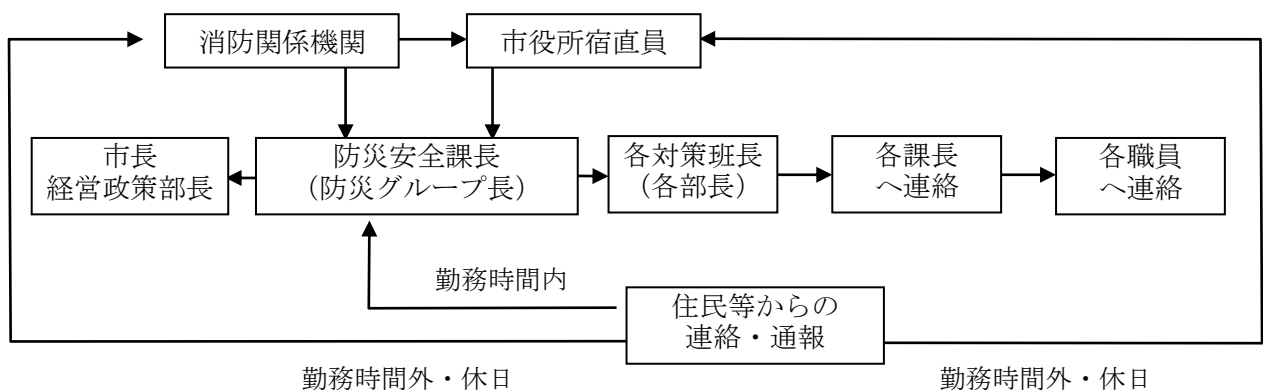 消防関係機関
市役所宿直員
市長
経営政策部長
防災安全課長
（防災グループ長）
各対策班長
（各部長）
各課長
へ連絡
各職員
へ連絡
勤務時間内
住民等からの
連絡・通報
勤務時間外・休日
勤務時間外・休日